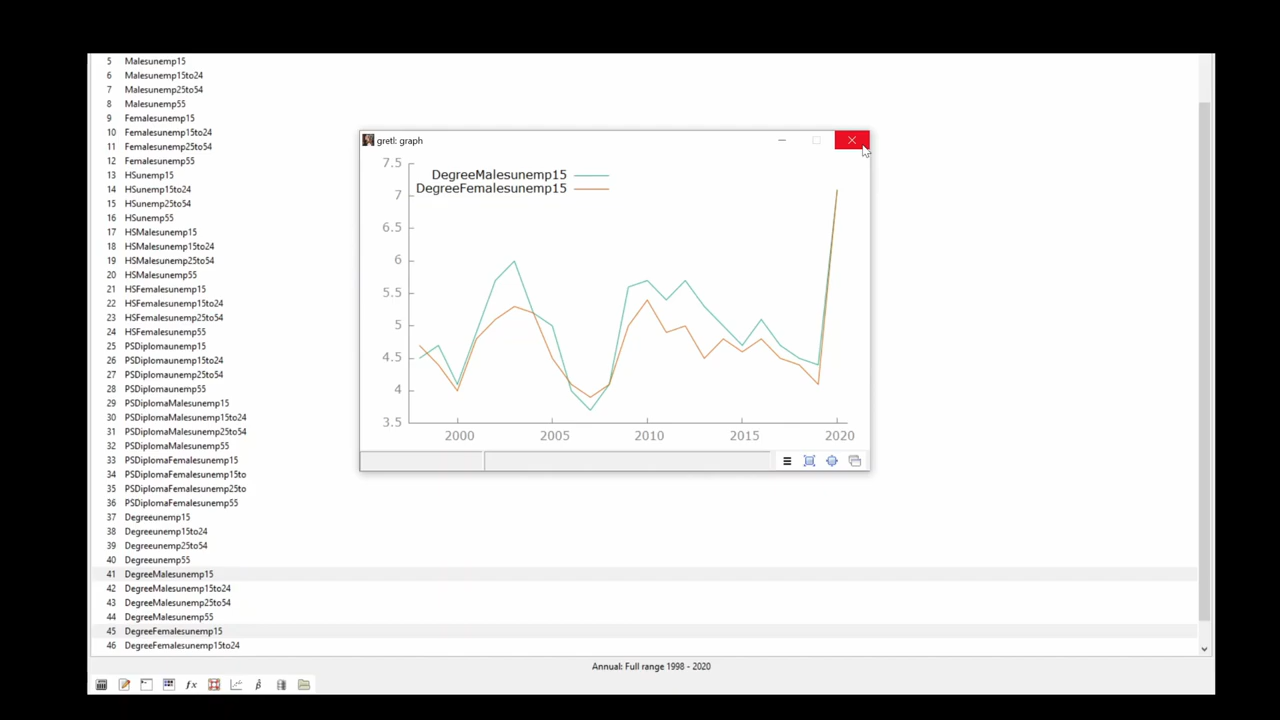 5 Malesunemp15
6 Malesunemp15to24
7 Malesunemp25to54
8 Malesunemp55
9 Femalesunemp15
10 Femalesunemp15to24
11 Femalesunemp25to54
12 Femalesunemp55
13 HSunemp15
14 HSunemp15to24
15 HSunemp25to54
16 HSunemp55
17 HSMalesunemp15
18 HSMalesunemp15to24
19 HSMalesunemp25to54
20 HSMalesunemp55
21 HSFemalesunemp15
22 HSFemalesunemp15to24
23 HSFemalesunemp25to54
24 HSFemalesunemp55
25 PSDiplomaunemp15
26 PSDiplomaunemp15to24
27 PSDiplomaunemp25to54
28 PSDiplomaunemp55
29 PSDiplomaMalesunemp15
30 PSDiplomaMalesunemp15to24
31 PSDiplomaMalesunemp25to54
32 PSDiplomaMalesunemp55
33 PSDiplomaFemalesunemp15
34 PSDiplomaFemalesunemp15to
35 PSDiplomaFemalesunemp25to
36 PSDiplomaFemalesunemp55
37 Degreeunemp15
38 Degreeunemp15to24
39 Degreeunemp25to54
40 Degreeunemp55
41 DegreeMalesunemp15
42 DegreeMalesunemp15to24
43 DegreeMalesunemp25to54
44 DegreeMalesunemp55
45 DegreeFemalesunemp15
46 DegreeFemalesunemp15to24
gretl: graph
DegreeMalesunemp15
DegreeFemalesunemp15
7.5
7
6.5
6
5.5
5
4.5
4
3.5
2000 2005 2010 2015 2020
Annual: Full range 1998 - 2020
fx
β̂